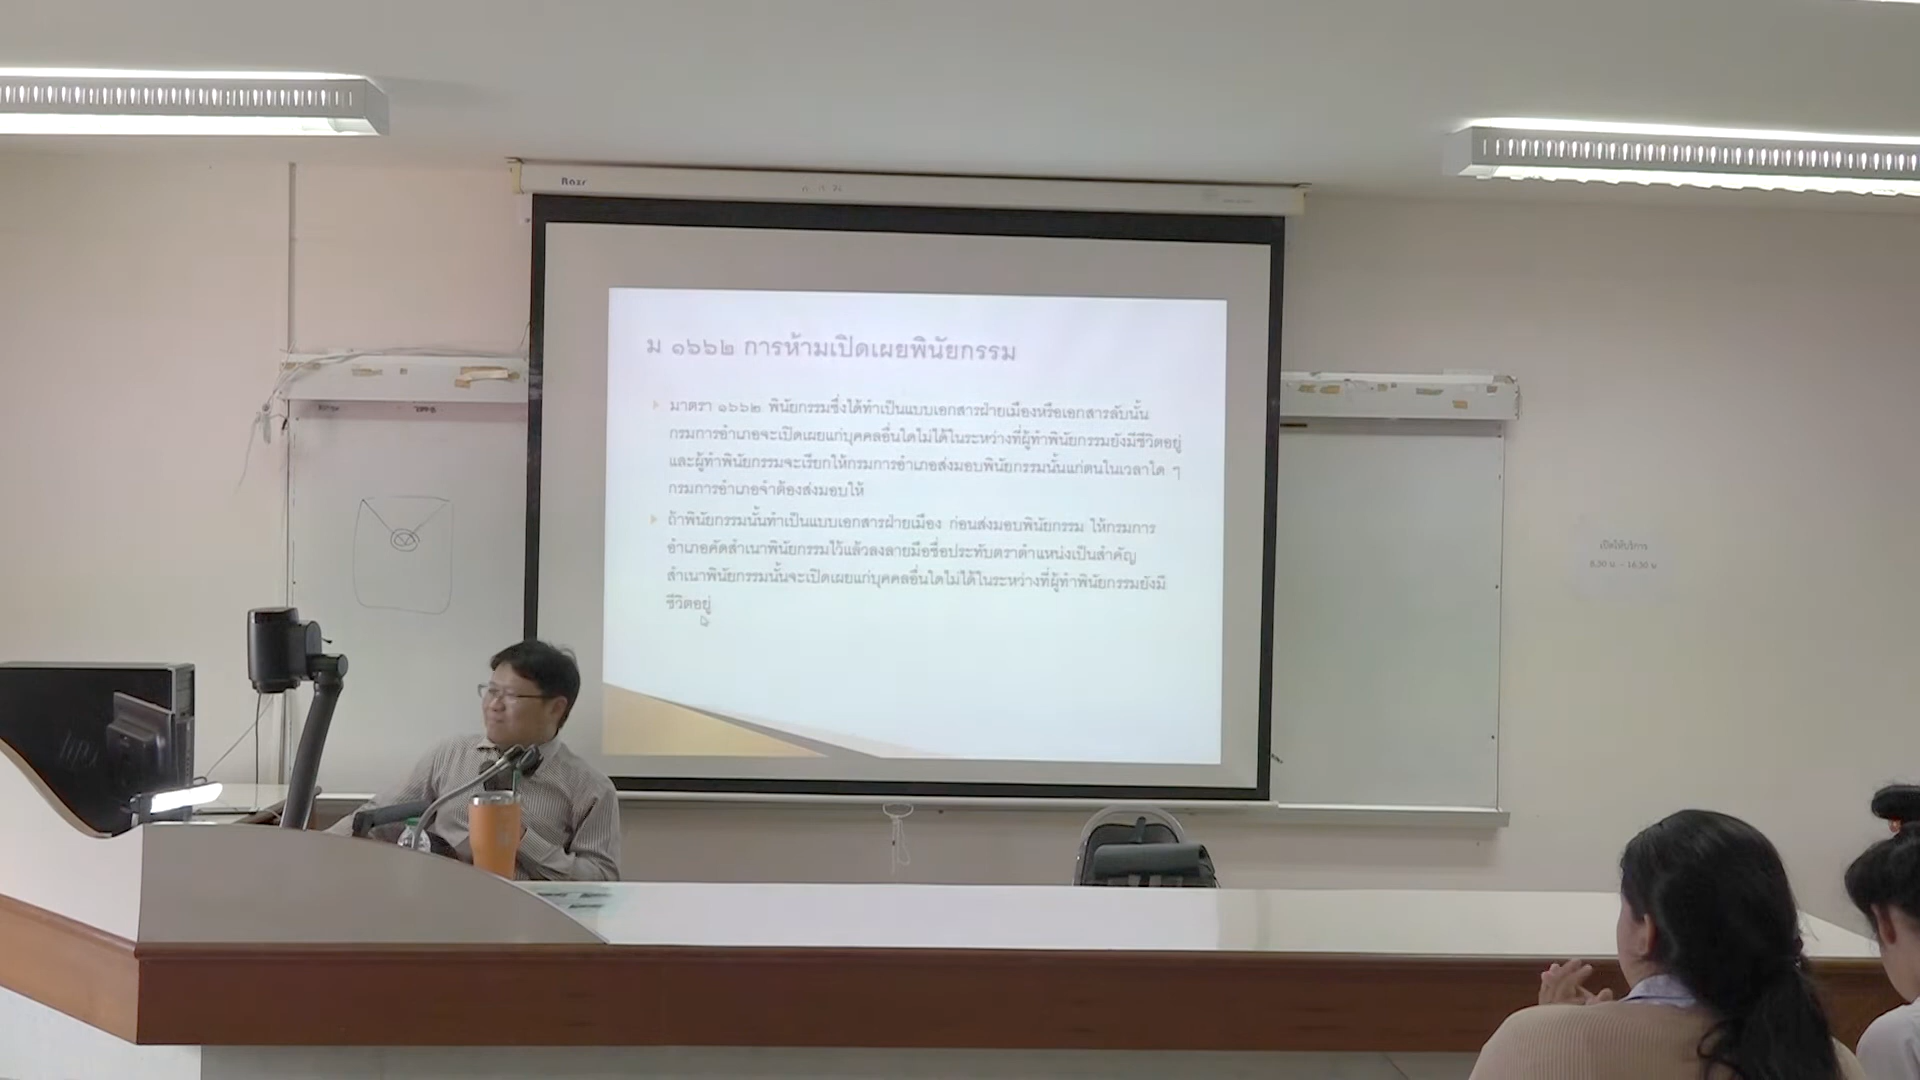 ม ๑๖๖๒ การห้ามเปิดเผยพินัยกรรม
มาตรา ๑๖๖๒ พินัยกรรมซึ่งได้ทำเป็นแบบเอกสารฝ่ายเมืองหรือเอกสารลับนั้น
กรมการอำเภอจะเปิดเผยแก่บุคคลอื่นใดไม่ได้ในระหว่างที่ผู้ทำพินัยกรรมยังมีชีวิตอยู่
และผู้ทำพินัยกรรมจะเรียกให้กรมการอำเภอส่งมอบพินัยกรรมนั้นแก่ตนในเวลาใด ๆ
กรมการอำเภอจำต้องส่งมอบให้
ถ้าพินัยกรรมนั้นทำเป็นแบบเอกสารฝ่ายเมือง ก่อนส่งมอบพินัยกรรม ให้กรมการ
อำเภอคัดสำเนาพินัยกรรมไว้แล้วลงลายมือชื่อประทับตราตำแหน่งเป็นสำคัญ
สำเนาพินัยกรรมนั้นจะเปิดเผยแก่บุคคลอื่นใดไม่ได้ในระหว่างที่ผู้ทำพินัยกรรมยังมี
ชีวิตอยู่
เปิดให้บริการ
8.30 น. - 16.30 น.